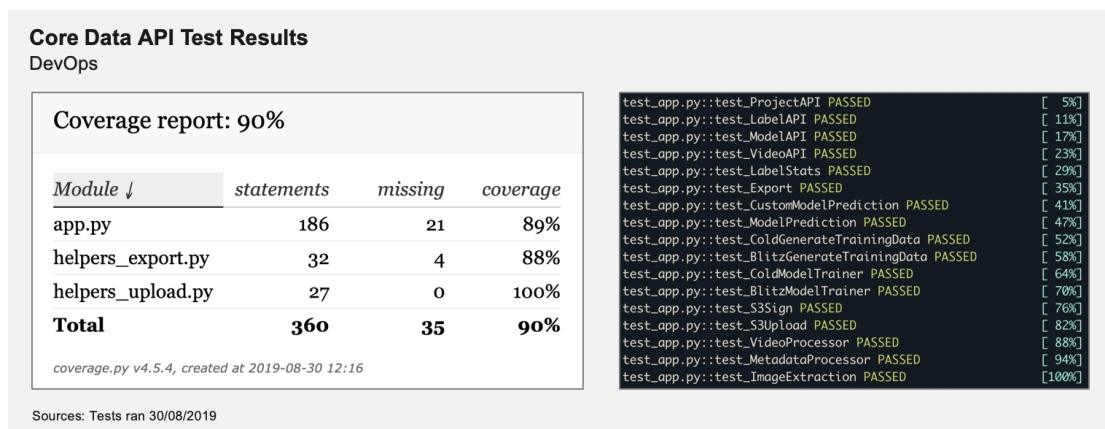 Core Data API Test Results
DevOps
Coverage report: 90%
Module ↓ statements missing coverage
app.py 186 21 89%
helpers_export.py 32 4 88%
helpers_upload.py 27 0 100%
Total 360 35 90%
coverage.py v4.5.4, created at 2019-08-30 12:16
test_app.py::test_ProjectAPI PASSED [ 5%]
test_app.py::test_LabelAPI PASSED [ 11%]
test_app.py::test_ModelAPI PASSED [ 17%]
test_app.py::test_VideoAPI PASSED [ 23%]
test_app.py::test_LabelStats PASSED [ 29%]
test_app.py::test_Export PASSED [ 35%]
test_app.py::test_CustomModelPrediction PASSED [ 41%]
test_app.py::test_ModelPrediction PASSED [ 47%]
test_app.py::test_ColdGenerateTrainingData PASSED [ 52%]
test_app.py::test_BlitzGenerateTrainingData PASSED [ 58%]
test_app.py::test_ColdModelTrainer PASSED [ 64%]
test_app.py::test_BlitzModelTrainer PASSED [ 70%]
test_app.py::test_S3Sign PASSED [ 76%]
test_app.py::test_S3Upload PASSED [ 82%]
test_app.py::test_VideoProcessor PASSED [ 88%]
test_app.py::test_MetadataProcessor PASSED [ 94%]
test_app.py::test_ImageExtraction PASSED [100%]
Sources: Tests ran 30/08/2019